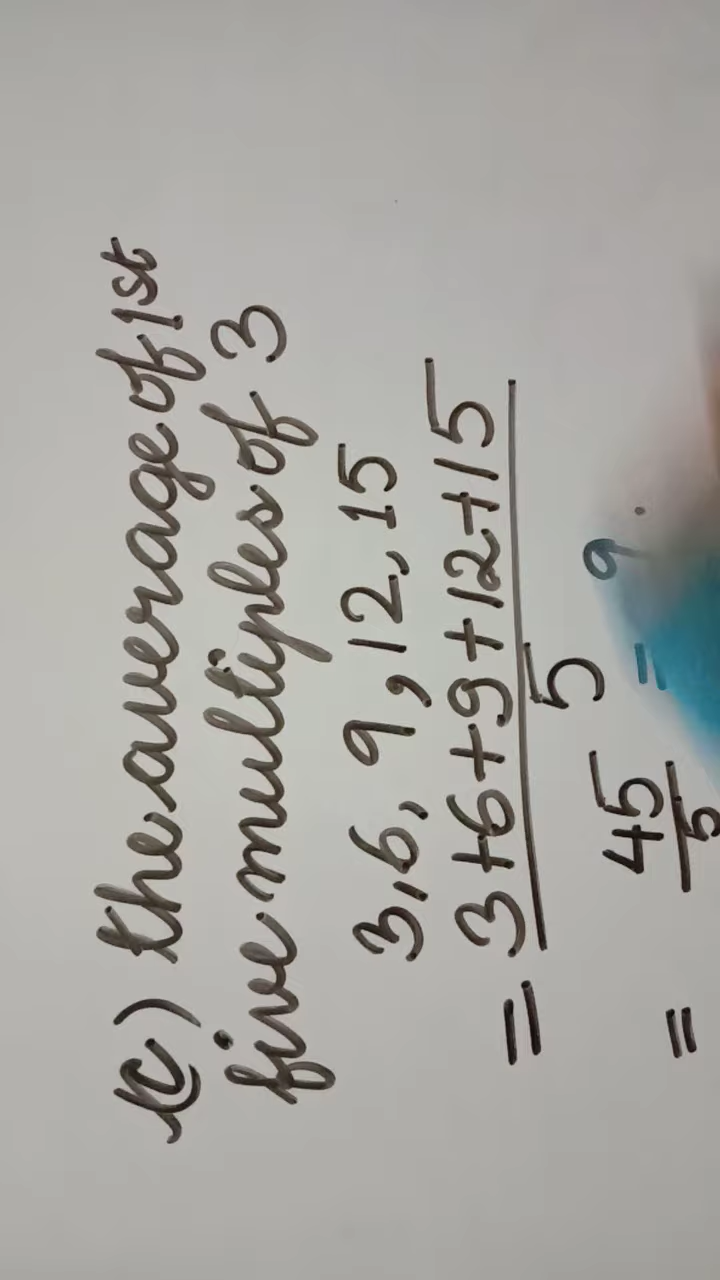 (c) the average of 1st
five multiples of 3
3, 6, 9, 12, 15
= 3+6+9+12+15
5
= 45 = 9.
5